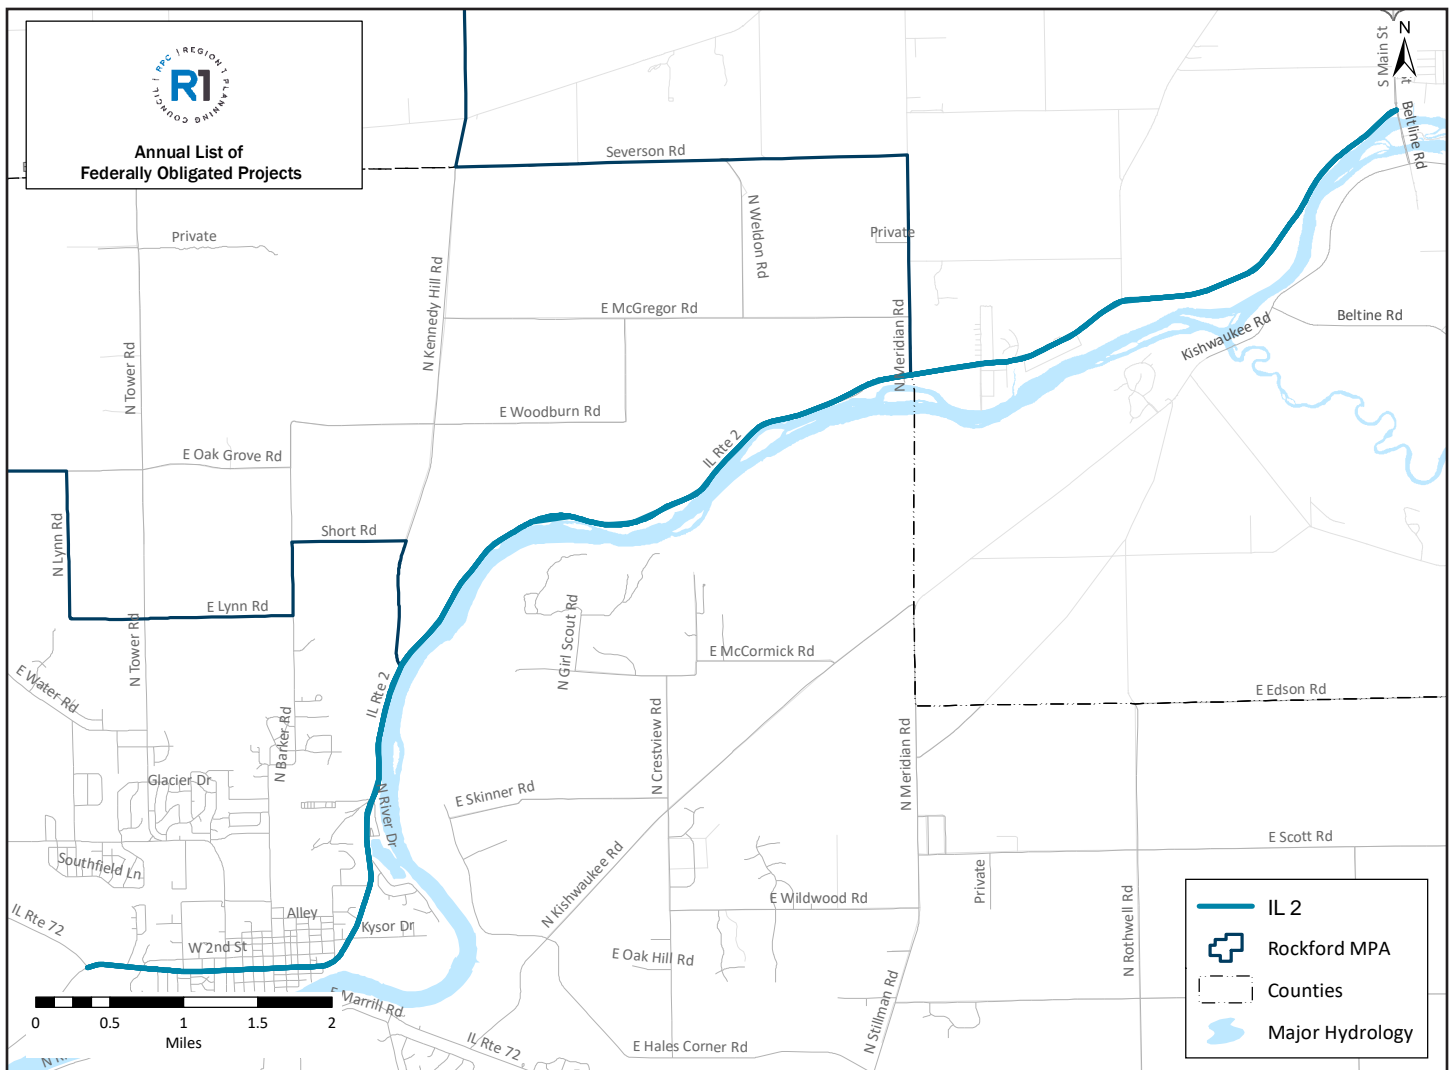 RPC | REGION 1 PLANNING COUNCIL |
R1
Annual List of
Federally Obligated Projects
N
S Main St
Beltline Rd
Severson Rd
Private
N Weldon Rd
Private
N Kennedy Hill Rd
E McGregor Rd
N Meridian Rd
Beltine Rd
Kishwaukee Rd
N Tower Rd
E Woodburn Rd
IL Rte 2
E Oak Grove Rd
Short Rd
N Lynn Rd
E Lynn Rd
N Tower Rd
N Girl Scout Rd
E McCormick Rd
E Water Rd
IL Rte 2
E Edson Rd
N Barker Rd
N Crestview Rd
N Meridian Rd
Glacier Dr
N River Dr
E Skinner Rd
E Scott Rd
Southfield Ln
N Kishwaukee Rd
Private
E Wildwood Rd
IL Rte 72
Alley
Kysor Dr
W 2nd St
E Oak Hill Rd
N Rothwell Rd
N Stillman Rd
E Marrill Rd
IL Rte 72
E Hales Corner Rd
0 0.5 1 1.5 2
Miles
IL 2
Rockford MPA
Counties
Major Hydrology